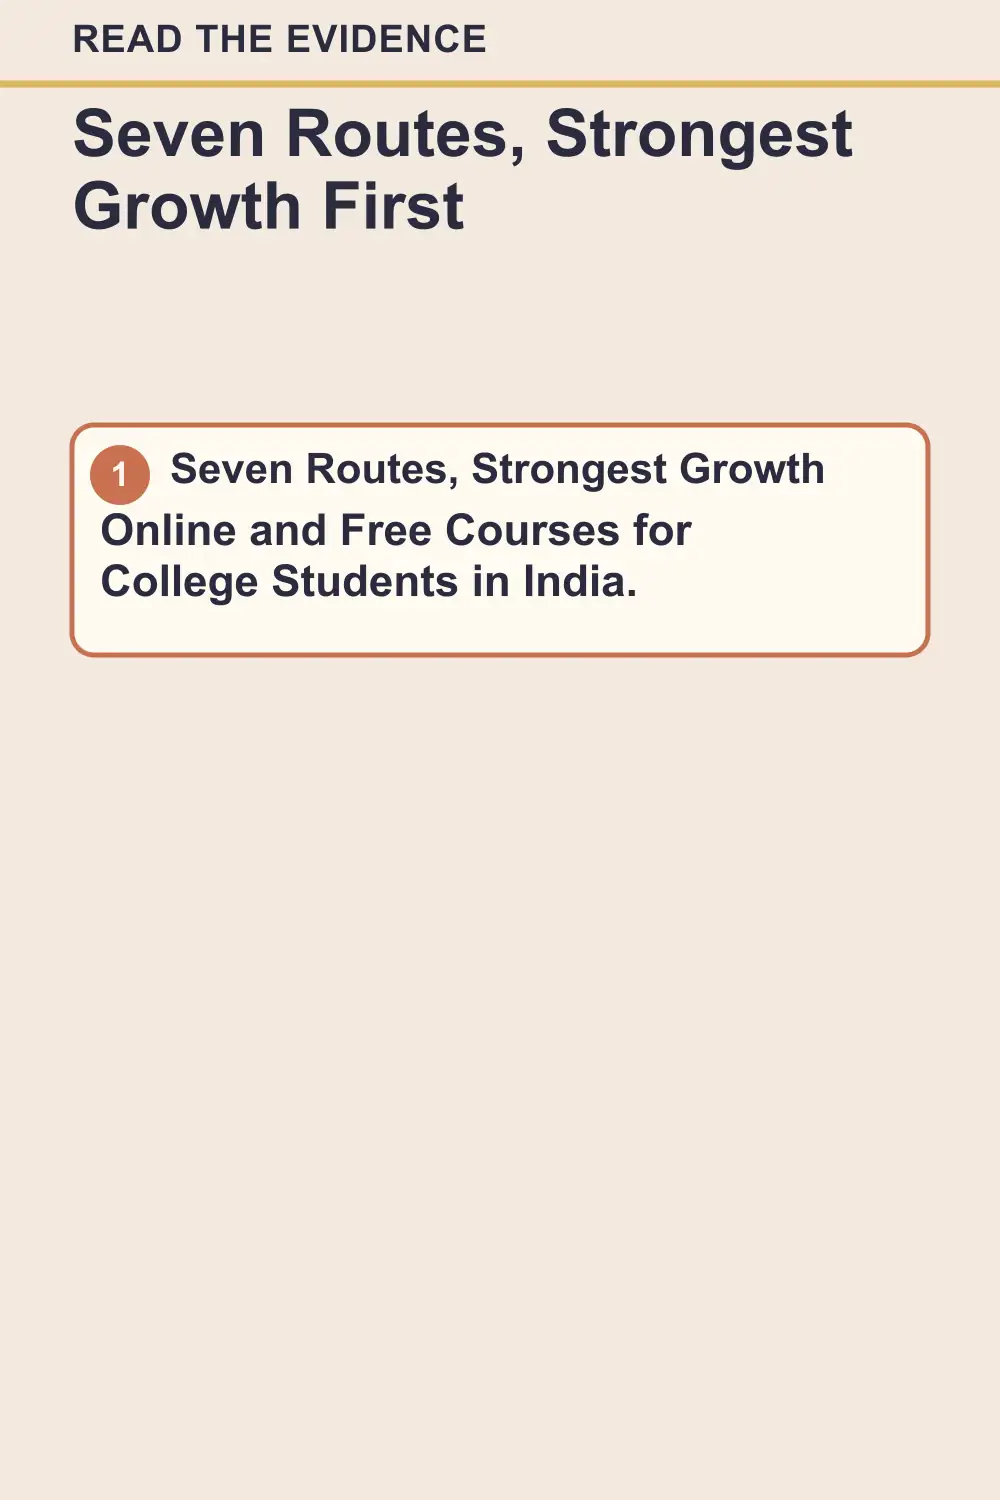 READ THE EVIDENCE
Seven Routes, Strongest
Growth First
1 Seven Routes, Strongest Growth
Online and Free Courses for
College Students in India.